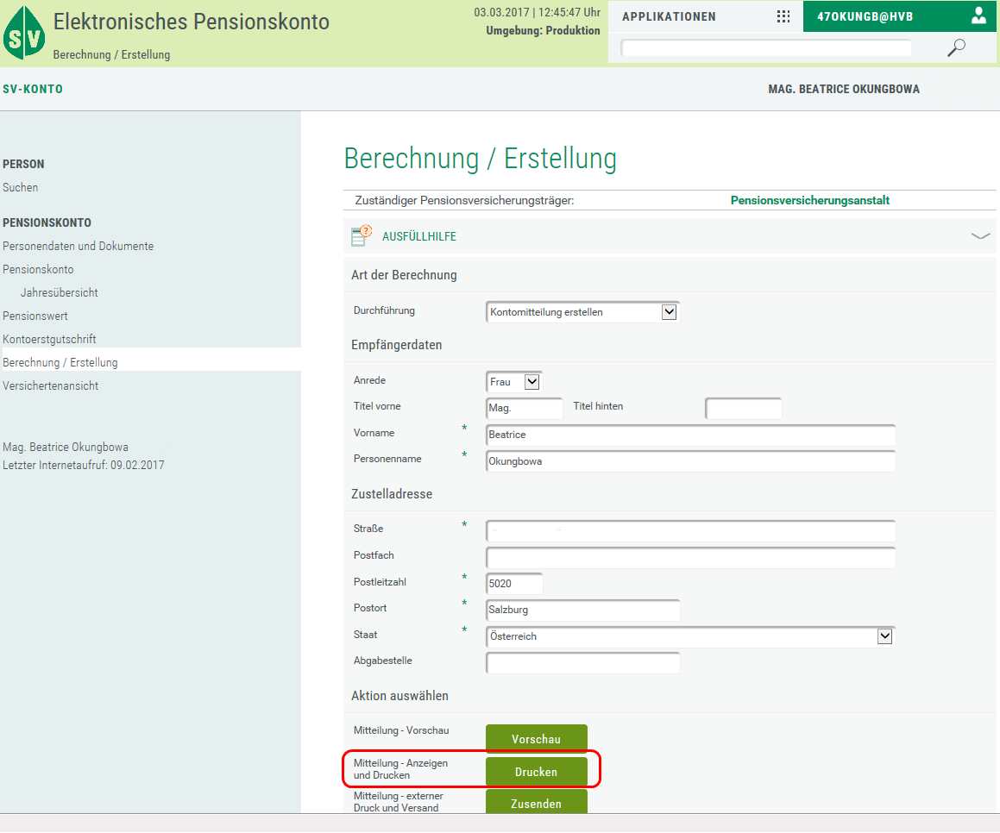 SV
Elektronisches Pensionskonto
Berechnung / Erstellung
03.03.2017 | 12:45:47 Uhr
Umgebung: Produktion
APPLIKATIONEN
47OKUNGB@HVB
SV-KONTO
MAG. BEATRICE OKUNGBOWA
PERSON
Suchen
PENSIONSKONTO
Personendaten und Dokumente
Pensionskonto
Jahresübersicht
Pensionswert
Kontoerstgutschrift
Berechnung / Erstellung
Versichertenansicht
Mag. Beatrice Okungbowa
Letzter Internetaufruf: 09.02.2017
Berechnung / Erstellung
Zuständiger Pensionsversicherungsträger: Pensionsversicherungsanstalt
? AUSFÜLLHILFE
Art der Berechnung
Durchführung Kontomitteilung erstellen
Empfängerdaten
Anrede Frau
Titel vorne Mag. Titel hinten
Vorname * Beatrice
Personenname * Okungbowa
Zustelladresse
Straße *
Postfach
Postleitzahl * 5020
Postort * Salzburg
Staat * Österreich
Abgabestelle
Aktion auswählen
Mitteilung - Vorschau Vorschau
Mitteilung - Anzeigen
und Drucken Drucken
Mitteilung - externer
Druck und Versand Zusenden